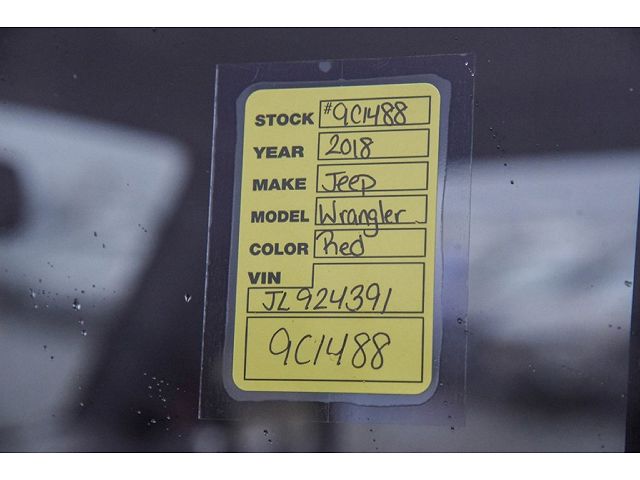 STOCK #9C1488
YEAR 2018
MAKE Jeep
MODEL Wrangler
COLOR Red
VIN
JL924391
9C1488